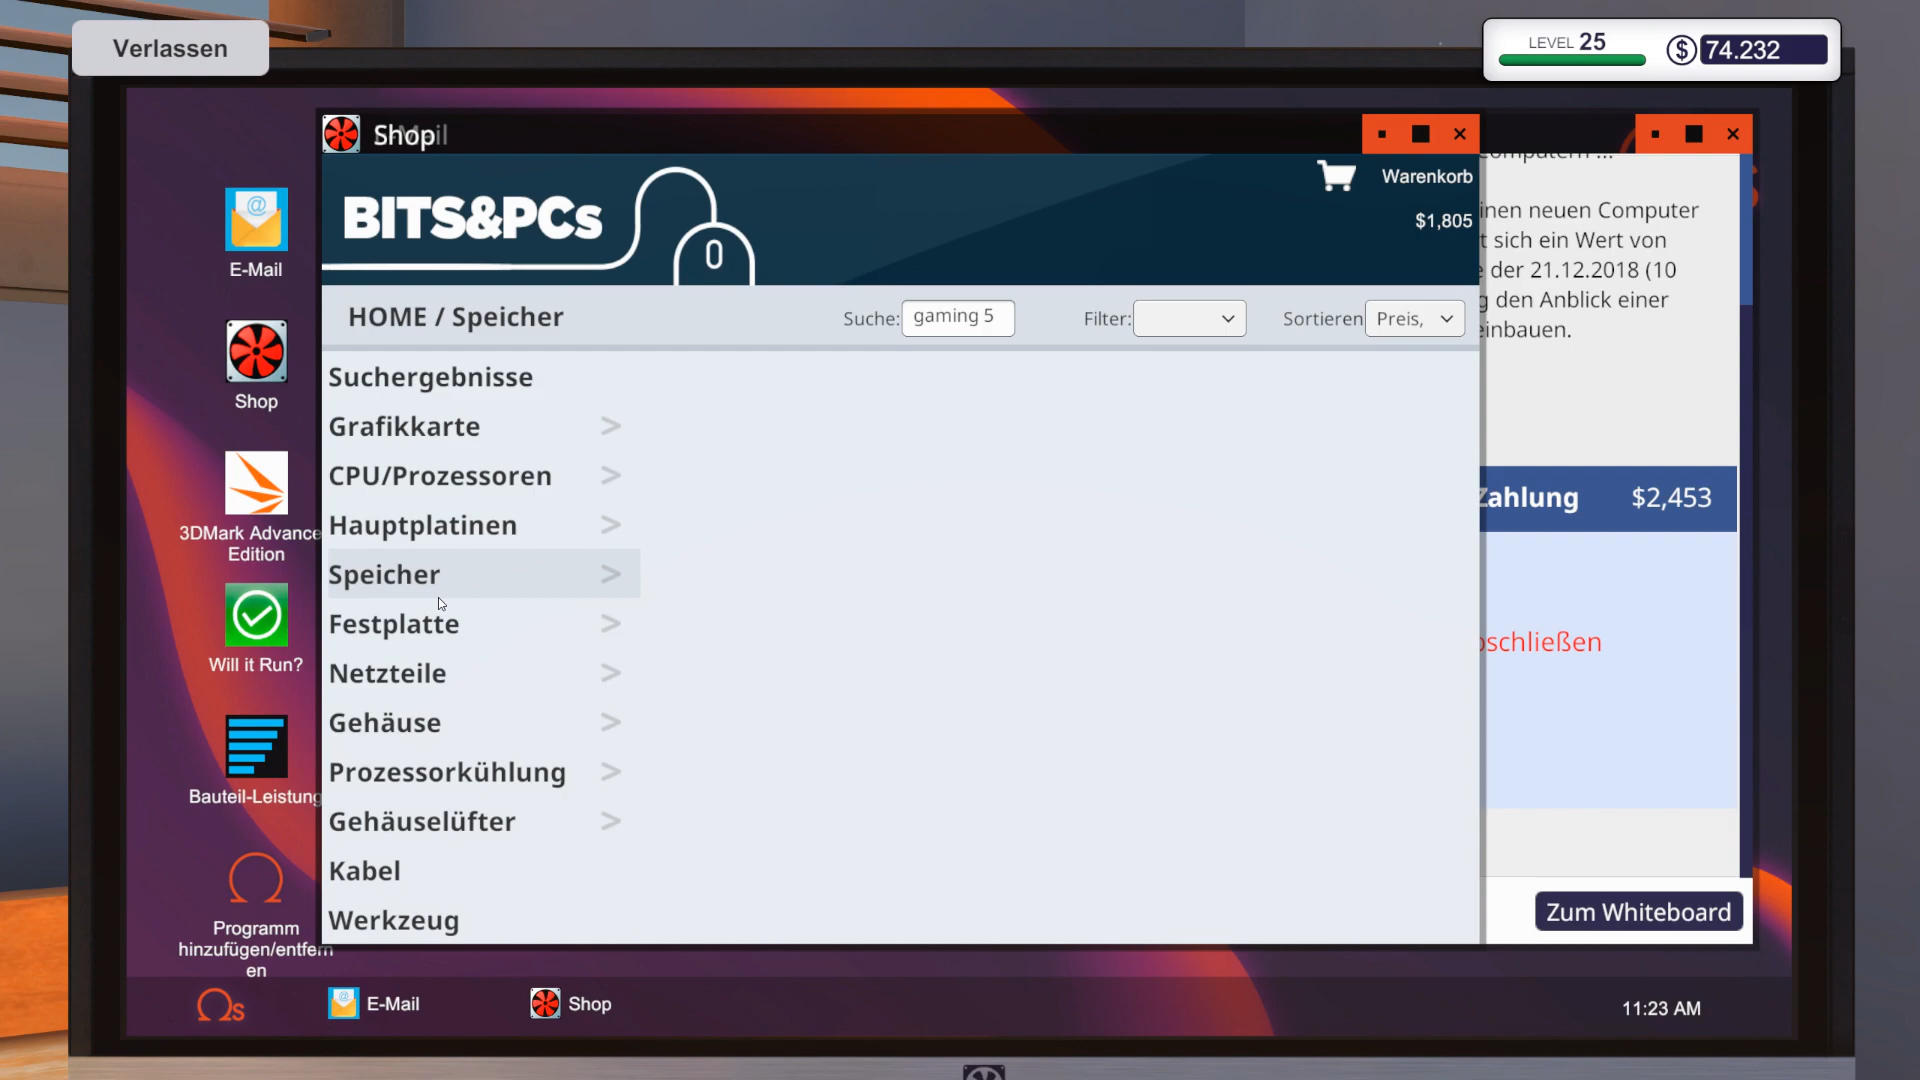 Verlassen
LEVEL 25
$ 74.232
Shop
Warenkorb
$1,805
BITS&PCs
HOME / Speicher
Suche: gaming 5
Filter:
Sortieren Preis,
Suchergebnisse
Grafikkarte >
CPU/Prozessoren >
Hauptplatinen >
Speicher >
Festplatte >
Netzteile >
Gehäuse >
Prozessorkühlung >
Gehäuselüfter >
Kabel
Werkzeug
inen neuen Computer
t sich ein Wert von
der 21.12.2018 (10
g den Anblick einer
einbauen.
Zahlung $2,453
bschließen
Zum Whiteboard
E-Mail
Shop
3DMark Advance
Edition
Will it Run?
Bauteil-Leistung
Programm
hinzufügen/entfern
en
Ωs
E-Mail
Shop
11:23 AM